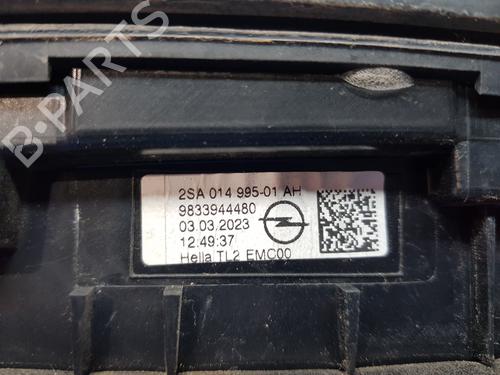 B-PARTS
2SA 014 995-01 AH
9833944480
03.03.2023
12:49:37
Hella TL2 EMC00